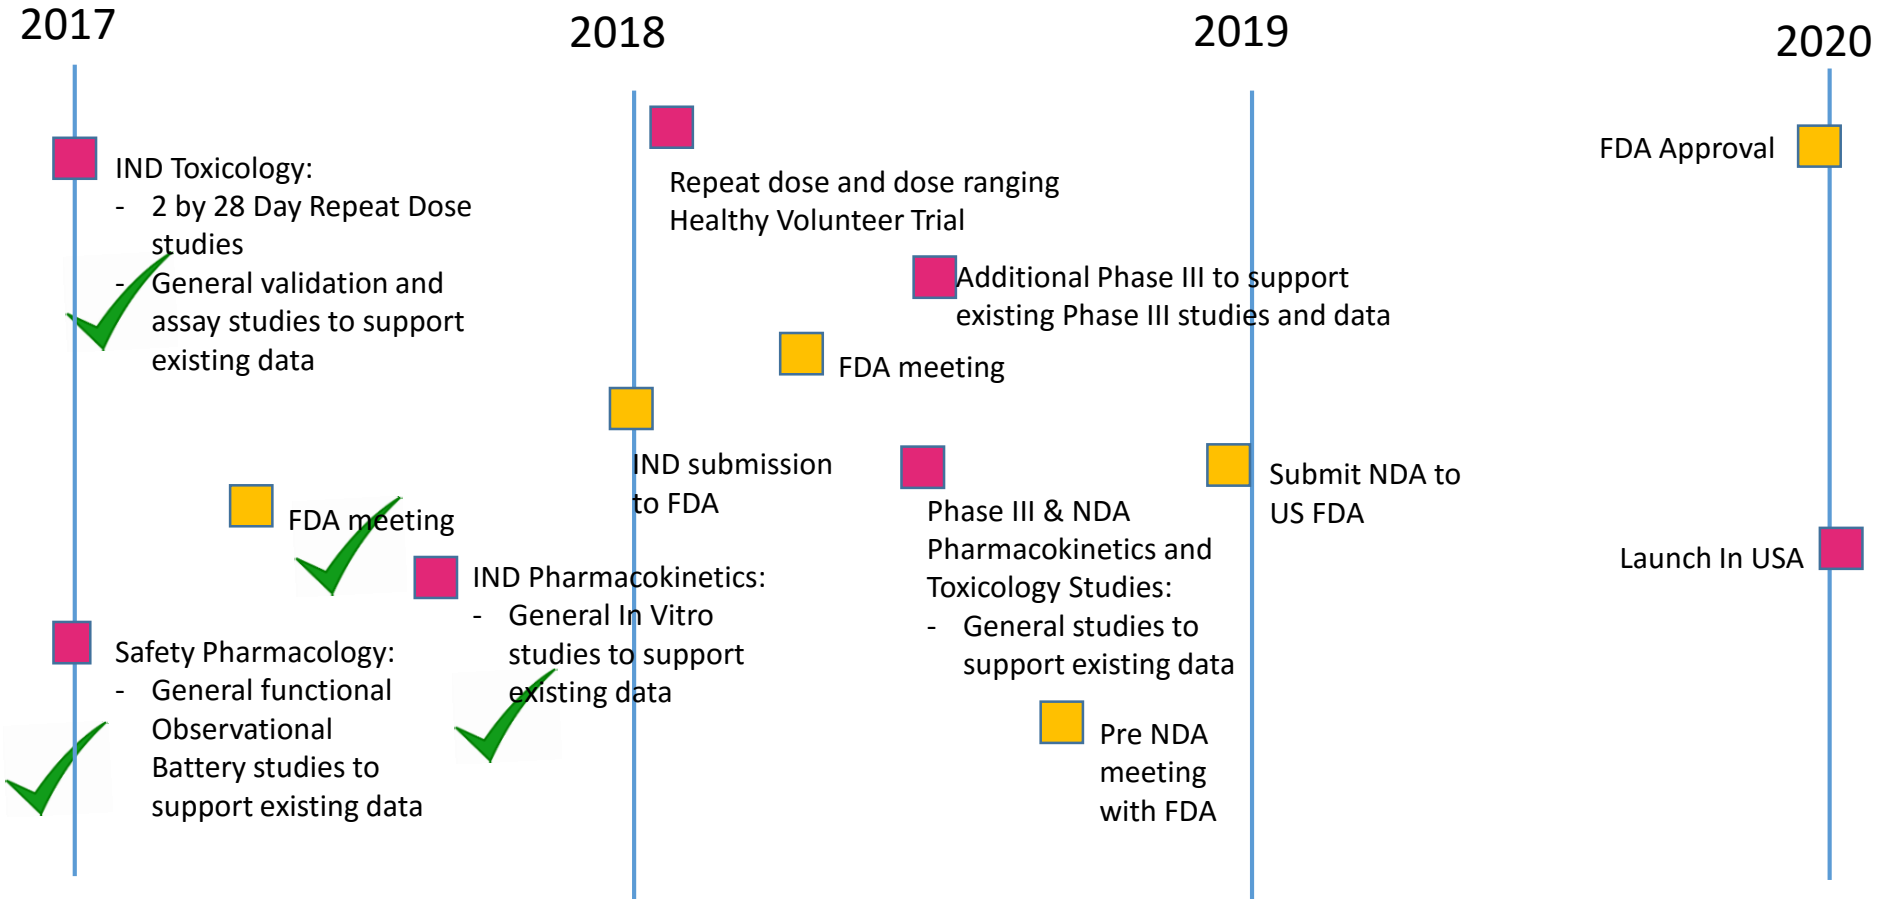 2017
2018
2019
2020
IND Toxicology:
- 2 by 28 Day Repeat Dose
studies
- General validation and
assay studies to support
existing data
FDA meeting
Safety Pharmacology:
- General functional
Observational
Battery studies to
support existing data
IND Pharmacokinetics:
- General In Vitro
studies to support
existing data
IND submission
to FDA
Repeat dose and dose ranging
Healthy Volunteer Trial
Additional Phase III to support
existing Phase III studies and data
FDA meeting
Phase III & NDA
Pharmacokinetics and
Toxicology Studies:
- General studies to
support existing data
Pre NDA
meeting
with FDA
Submit NDA to
US FDA
FDA Approval
Launch In USA